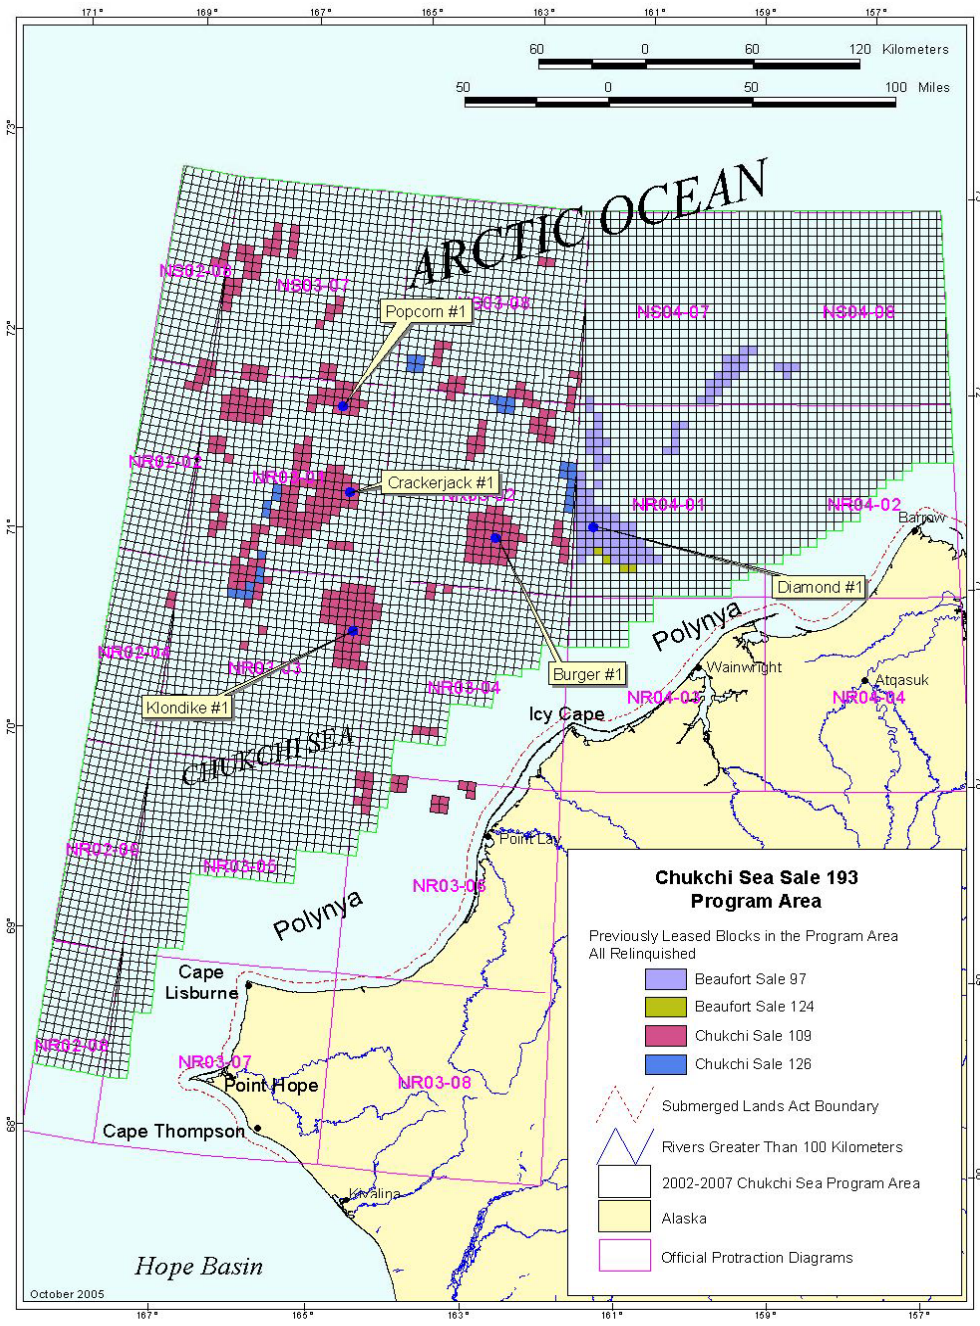 171°
169°
167°
165°
163°
161°
159°
157°
60 0 60 120 Kilometers
50 0 50 100 Miles
73°
72°
71°
70°
69°
68°
ARCTIC OCEAN
NS02-08
NS03-07
NS04-07
NS04-08
Popcorn #1
Crackerjack #1
NR02-02
NR03-01
NR03-02
NR04-01
NR04-02
Barrow
Diamond #1
Polynya
Burger #1
Wainwright
Atqasuk
NR02-04
NR03-03
NR03-04
NR04-03
NR04-04
Klondike #1
Icy Cape
CHUKCHI SEA
Point Lay
NR02-06
NR03-05
NR03-06
Polynya
Cape
Lisburne
NR02-08
NR03-07
Point Hope
NR03-08
Cape Thompson
Kivalina
Hope Basin
October 2005
Chukchi Sea Sale 193
Program Area
Previously Leased Blocks in the Program Area
All Relinquished
Beaufort Sale 97
Beaufort Sale 124
Chukchi Sale 109
Chukchi Sale 126
Submerged Lands Act Boundary
Rivers Greater Than 100 Kilometers
2002-2007 Chukchi Sea Program Area
Alaska
Official Protraction Diagrams
167°
165°
163°
161°
159°
157°